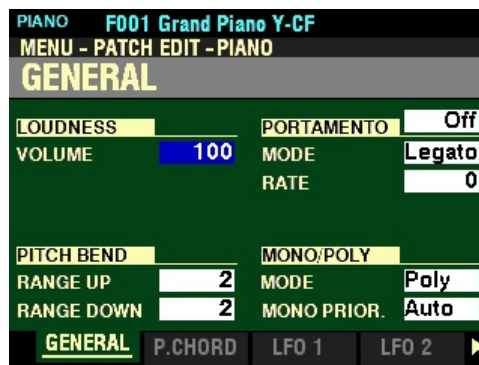 PIANO F001 Grand Piano Y-CF
MENU - PATCH EDIT - PIANO
GENERAL
LOUDNESS PORTAMENTO Off
VOLUME 100 MODE Legato
RATE 0
PITCH BEND MONO/POLY
RANGE UP 2 MODE Poly
RANGE DOWN 2 MONO PRIOR. Auto
GENERAL P.CHORD LFO 1 LFO 2